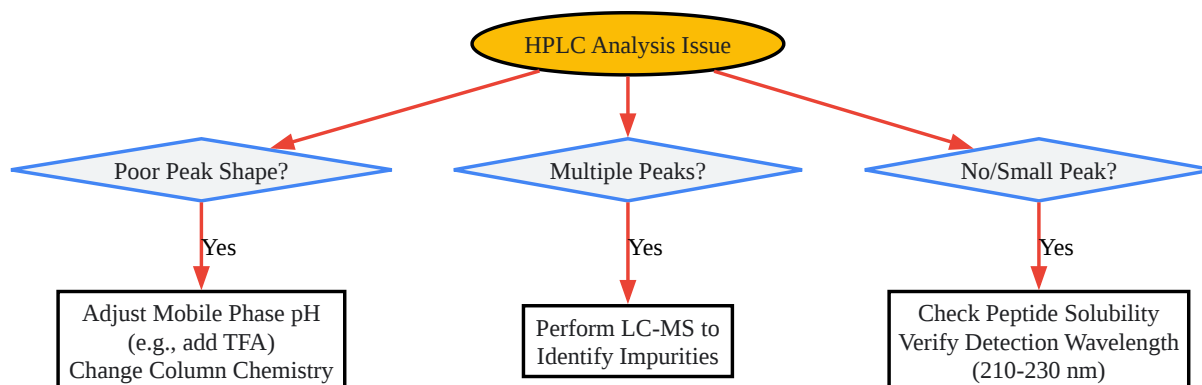 HPLC Analysis Issue
Poor Peak Shape?
Multiple Peaks?
No/Small Peak?
Yes
Yes
Yes
Adjust Mobile Phase pH
(e.g., add TFA)
Change Column Chemistry
Perform LC-MS to
Identify Impurities
Check Peptide Solubility
Verify Detection Wavelength
(210-230 nm)